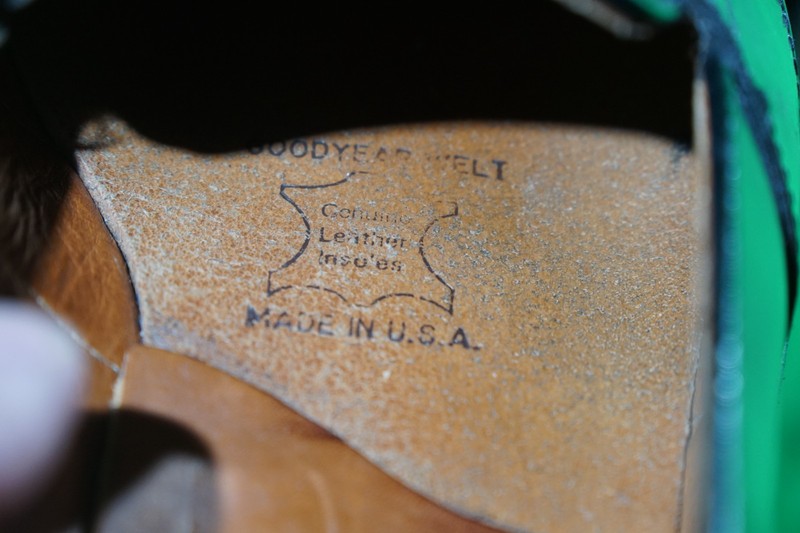 GOODYEAR WELT
Genuine
Leather
Insoles
MADE IN U.S.A.